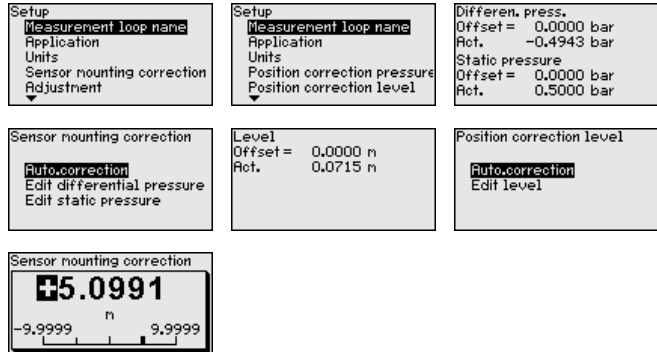 Setup
Measurement loop name
Application
Units
Sensor mounting correction
Adjustment
Setup
Measurement loop name
Application
Units
Position correction pressure
Position correction level
Differen. press.
Offset = 0.0000 bar
Act. -0.4943 bar
Static pressure
Offset = 0.0000 bar
Act. 0.5000 bar
Sensor mounting correction
Auto.correction
Edit differential pressure
Edit static pressure
Level
Offset = 0.0000 m
Act. 0.0715 m
Position correction level
Auto.correction
Edit level
Sensor mounting correction
+5.0991
m
-9.9999 9.9999